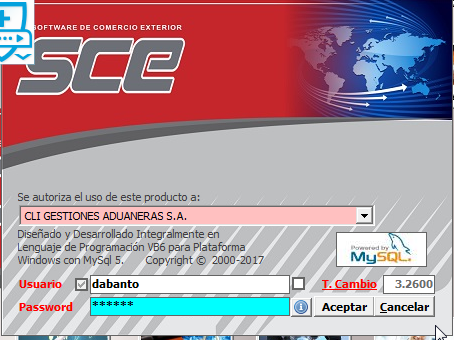 SOFTWARE DE COMERCIO EXTERIOR
sce
Se autoriza el uso de este producto a:
CLI GESTIONES ADUANERAS S.A.
Diseñado y Desarrollado Integralmente en
Lenguaje de Programación VB6 para Plataforma
Windows con MySql 5. Copyright © 2000-2017
Powered by
MySQL.
Usuario dabanto T. Cambio 3.2600
Password ****** Aceptar Cancelar